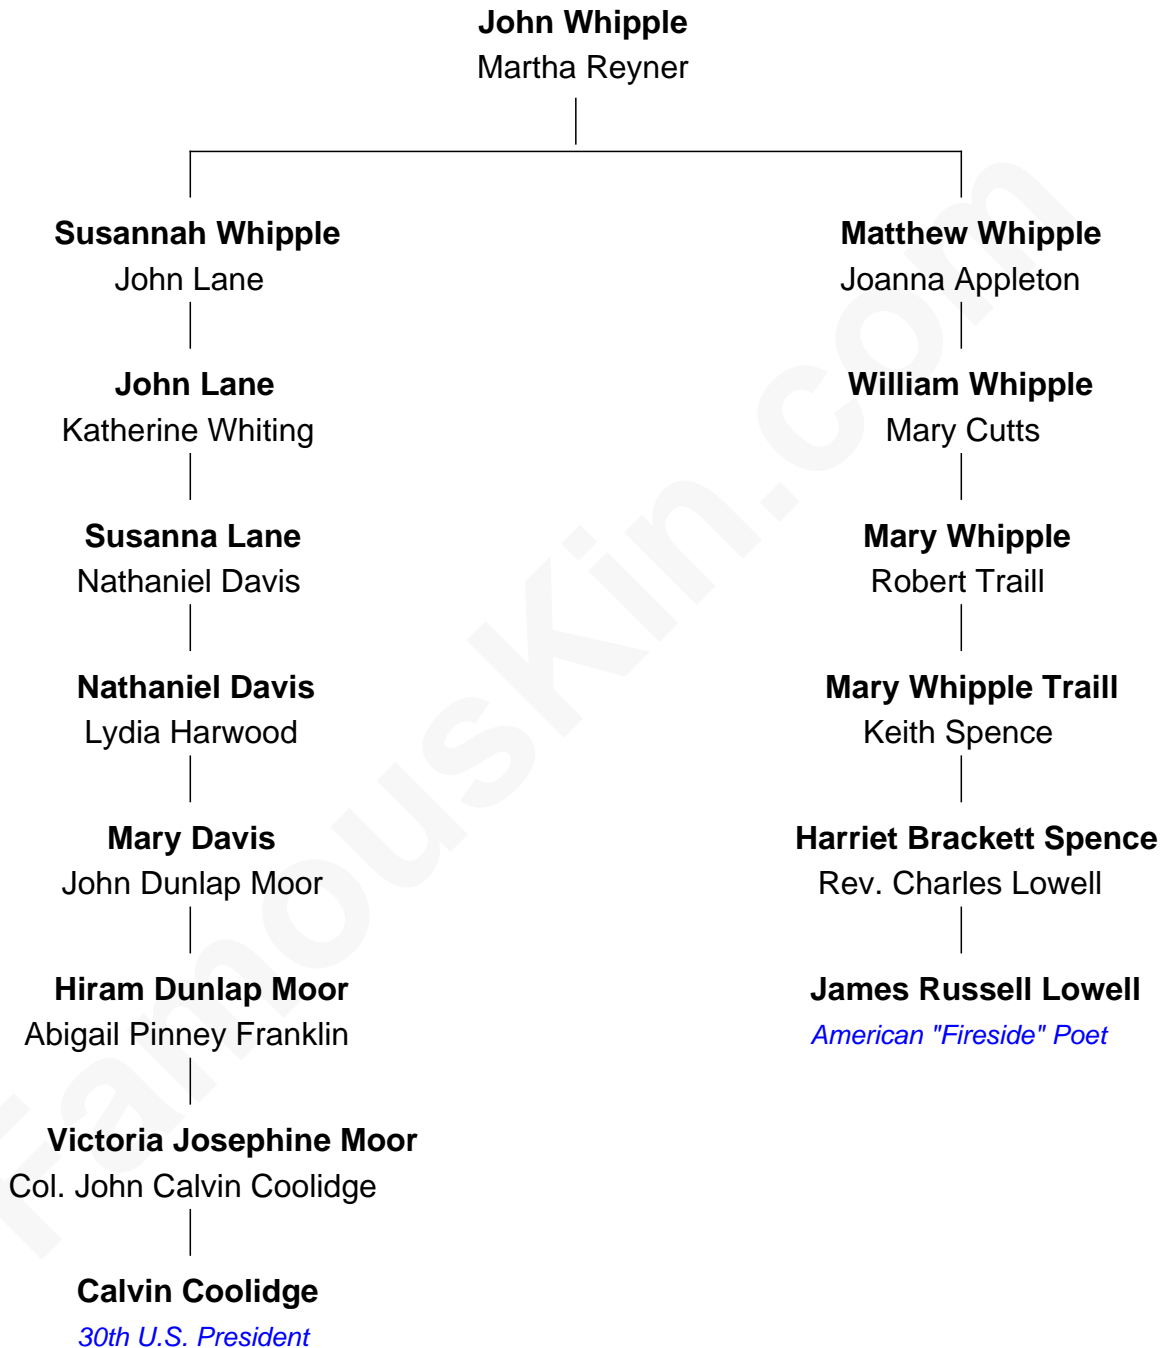 John Whipple
Martha Reyner
Susannah Whipple
John Lane
Matthew Whipple
Joanna Appleton
John Lane
Katherine Whiting
William Whipple
Mary Cutts
Susanna Lane
Nathaniel Davis
Mary Whipple
Robert Traill
Nathaniel Davis
Lydia Harwood
Mary Whipple Traill
Keith Spence
Mary Davis
John Dunlap Moor
Harriet Brackett Spence
Rev. Charles Lowell
Hiram Dunlap Moor
Abigail Pinney Franklin
James Russell Lowell
American "Fireside" Poet
Victoria Josephine Moor
Col. John Calvin Coolidge
Calvin Coolidge
30th U.S. President
FamousKin.com